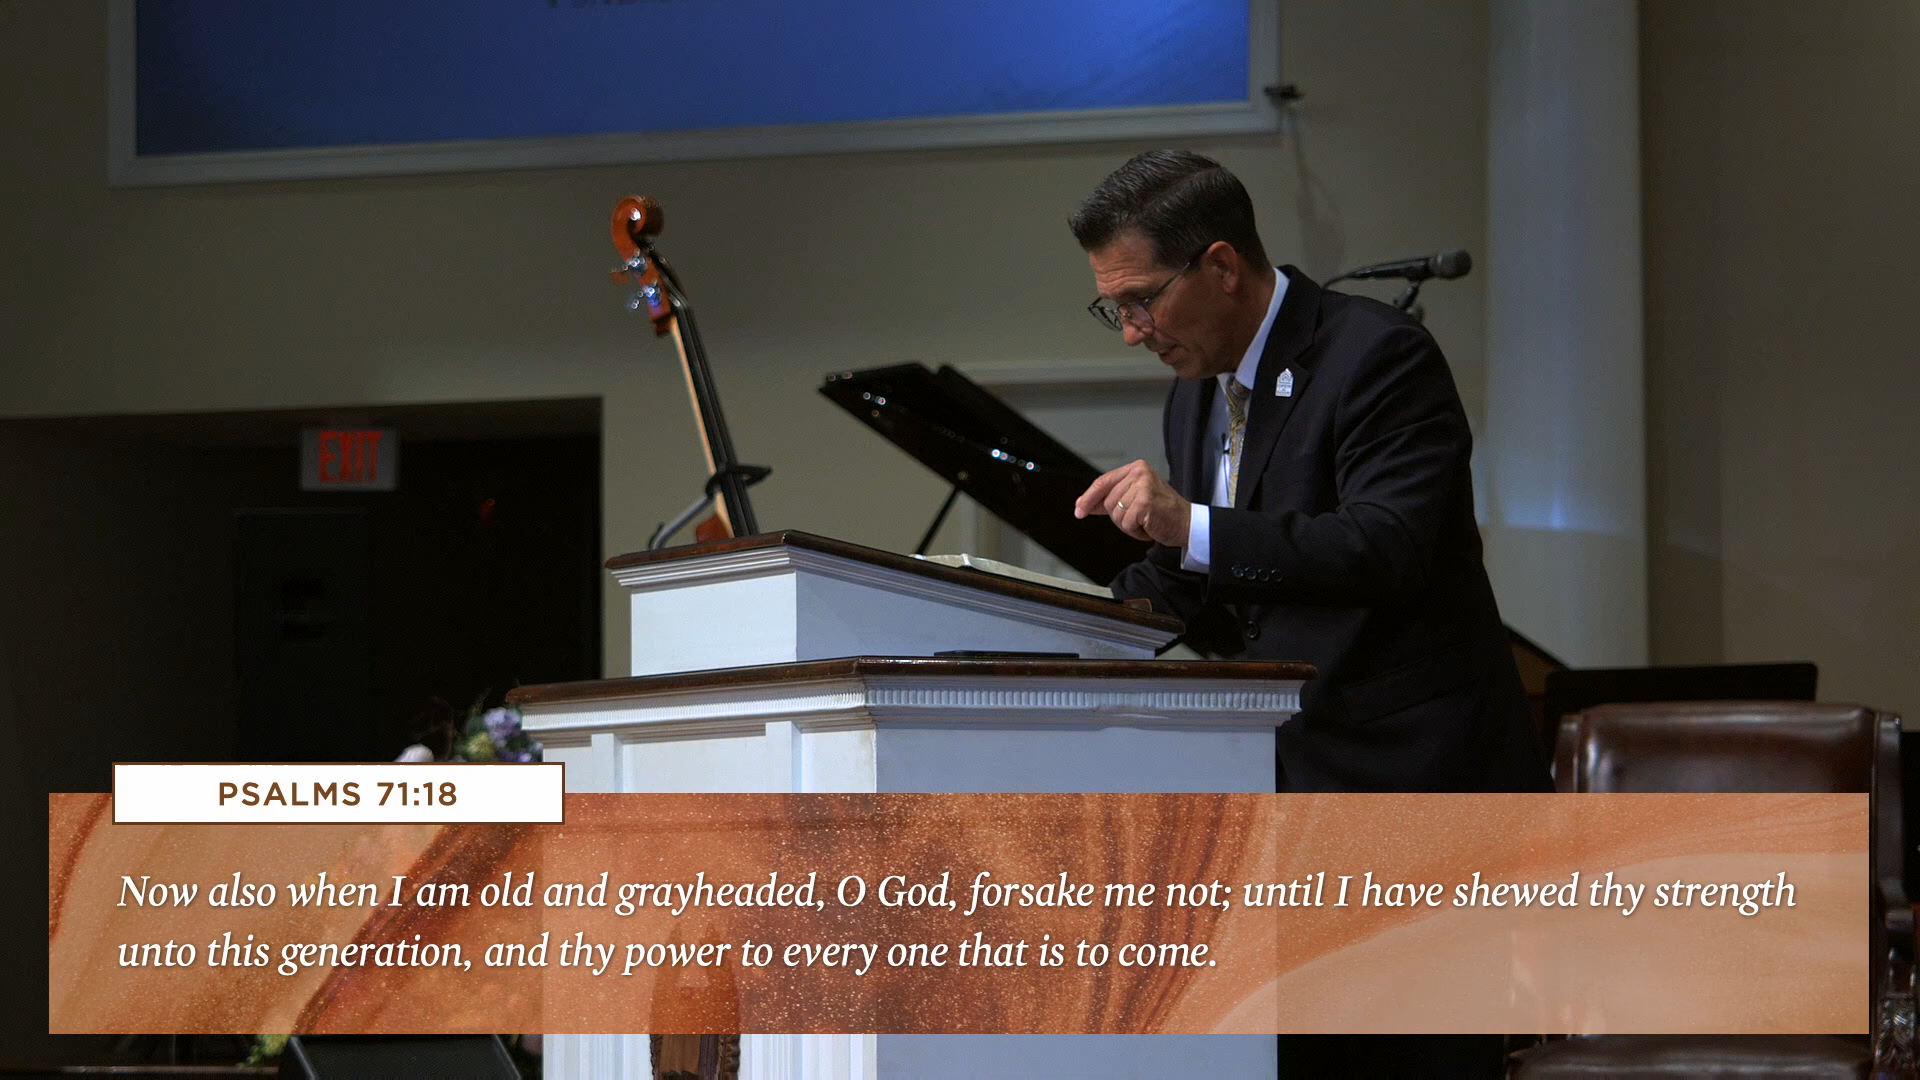 EXIT
PSALMS 71:18
Now also when I am old and grayheaded, O God, forsake me not; until I have shewed thy strength
unto this generation, and thy power to every one that is to come.